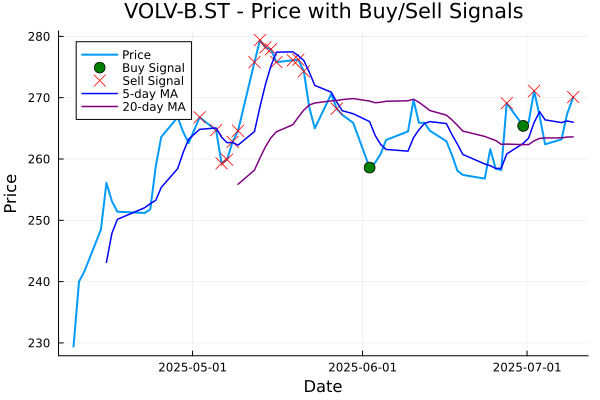 VOLV-B.ST - Price with Buy/Sell Signals
280
270
260
250
240
230
Price
Price
Buy Signal
Sell Signal
5-day MA
20-day MA
2025-05-01
2025-06-01
2025-07-01
Date